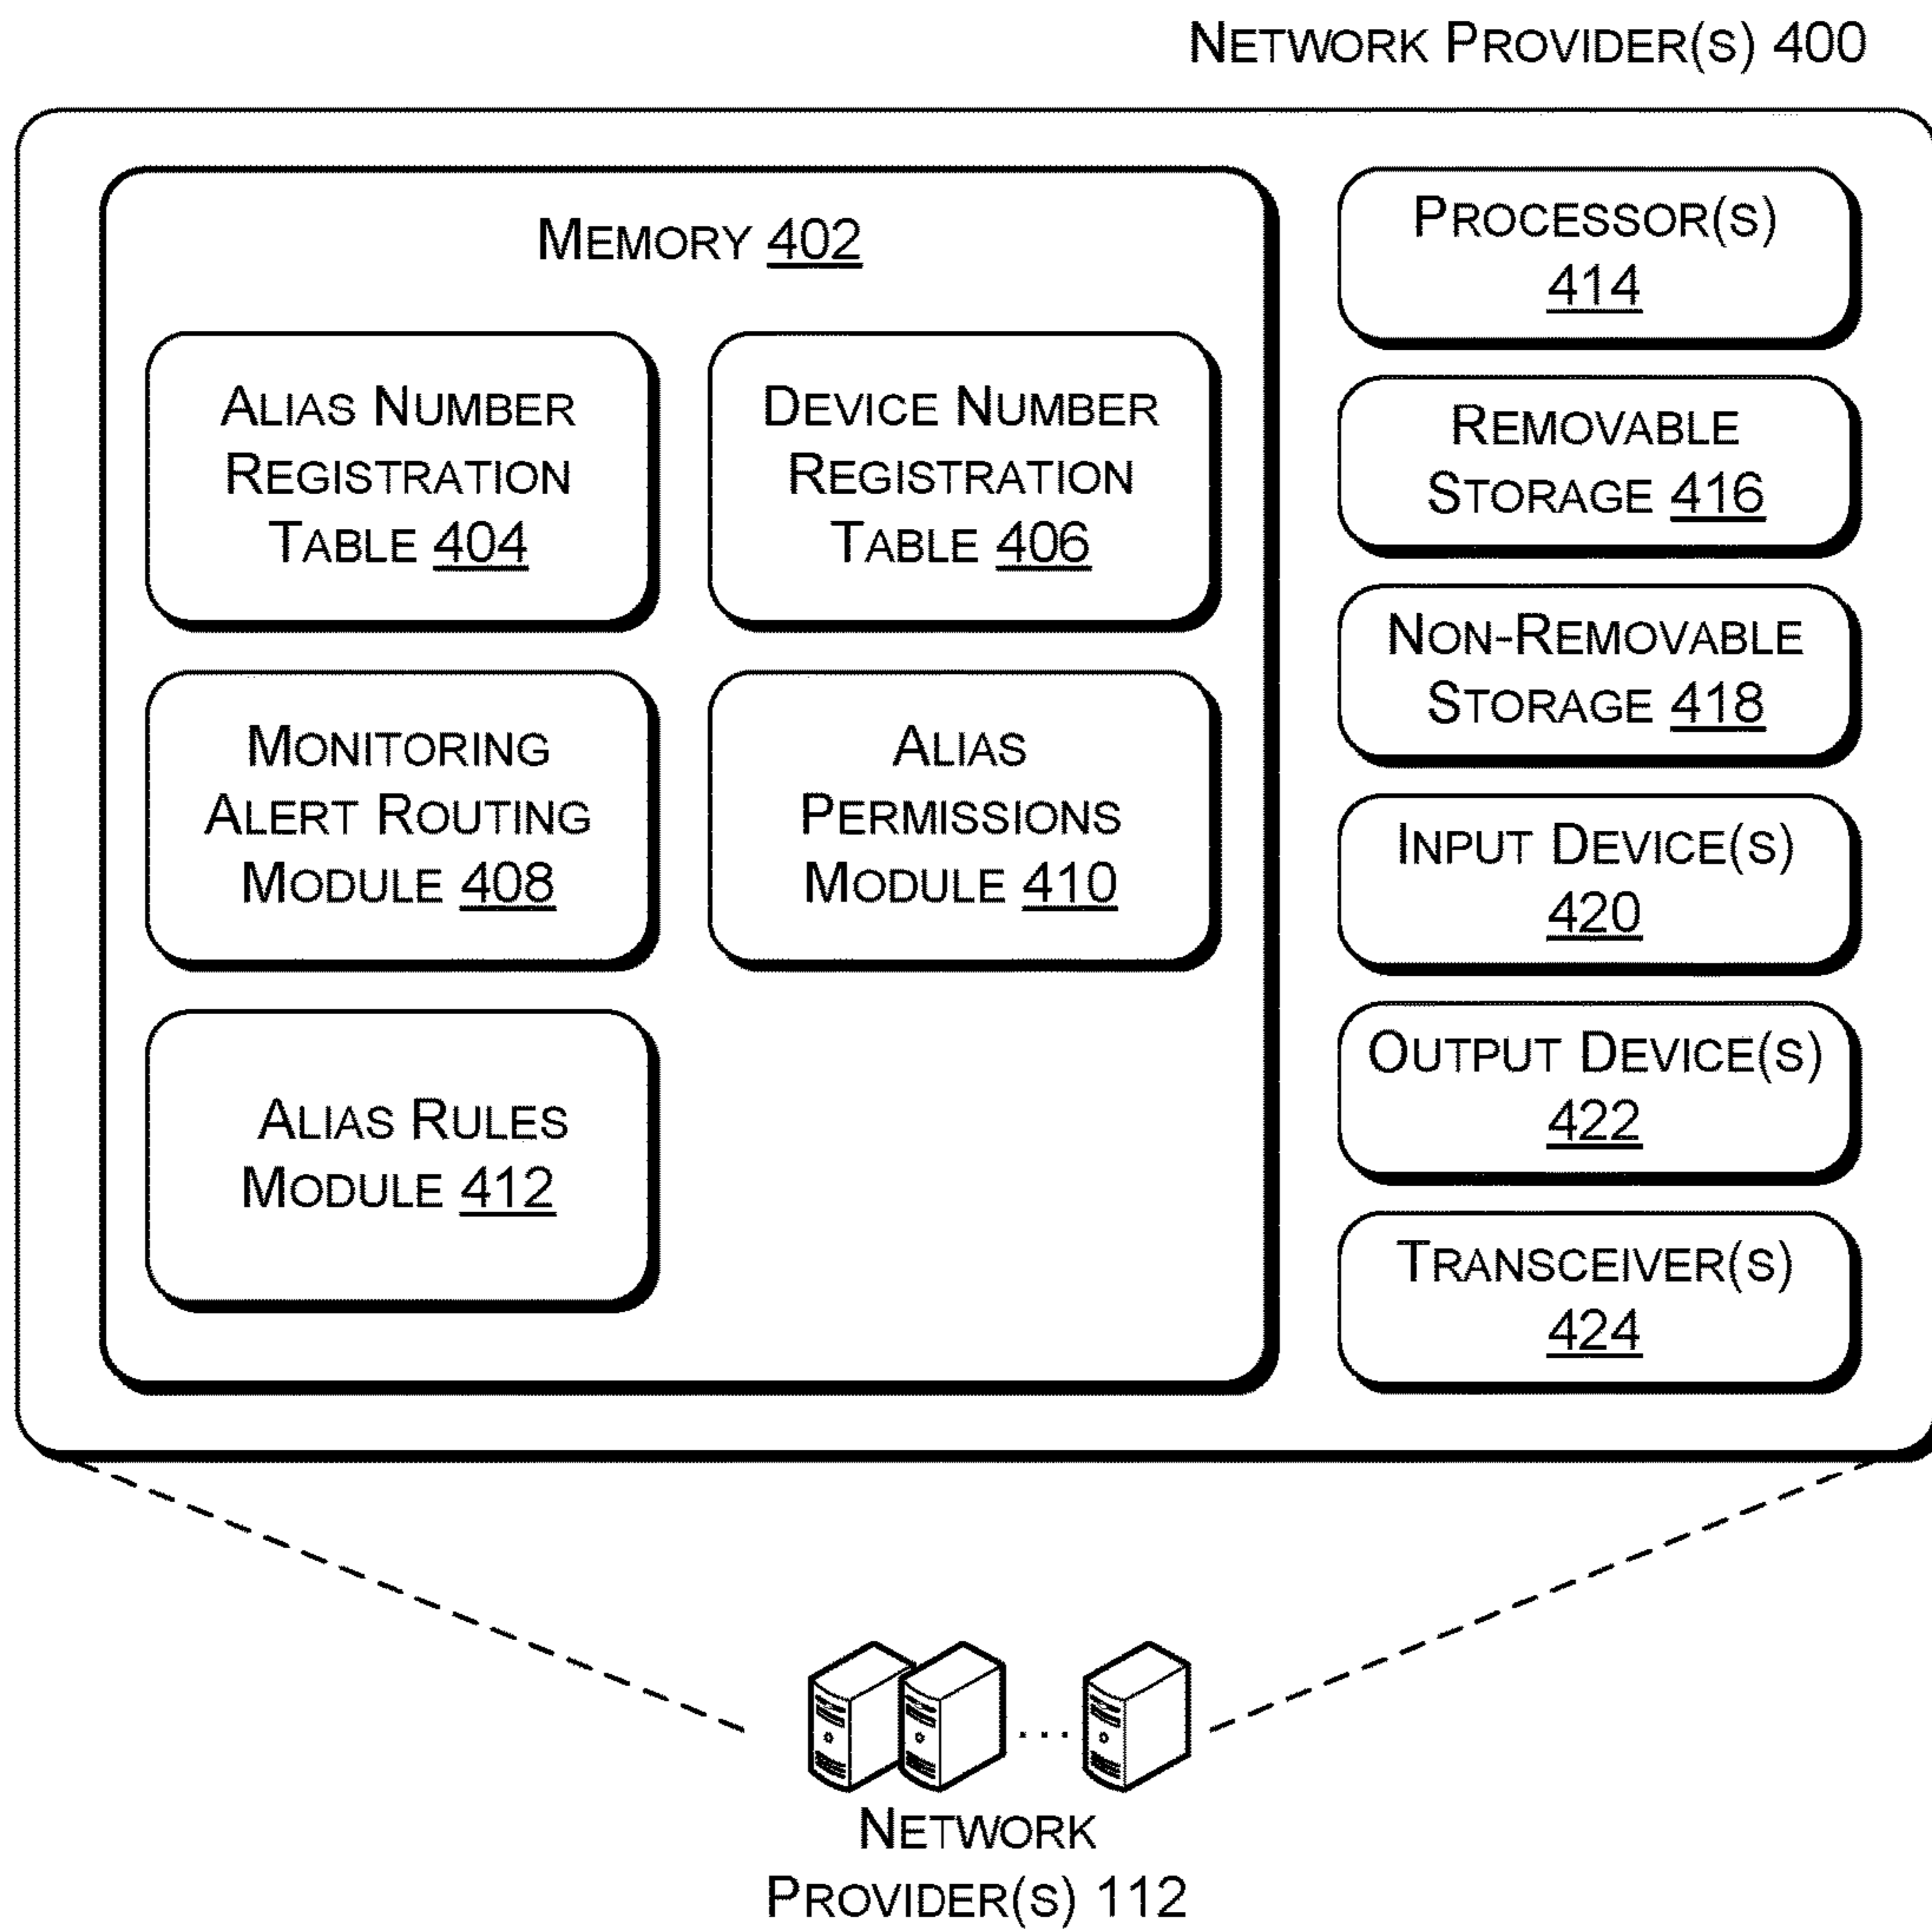 NETWORK PROVIDER(S) 400
MEMORY 402
ALIAS NUMBER
REGISTRATION
TABLE 404
DEVICE NUMBER
REGISTRATION
TABLE 406
MONITORING
ALERT ROUTING
MODULE 408
ALIAS
PERMISSIONS
MODULE 410
ALIAS RULES
MODULE 412
PROCESSOR(S)
414
REMOVABLE
STORAGE 416
NON-REMOVABLE
STORAGE 418
INPUT DEVICE(S)
420
OUTPUT DEVICE(S)
422
TRANSCEIVER(S)
424
...
NETWORK
PROVIDER(S) 112